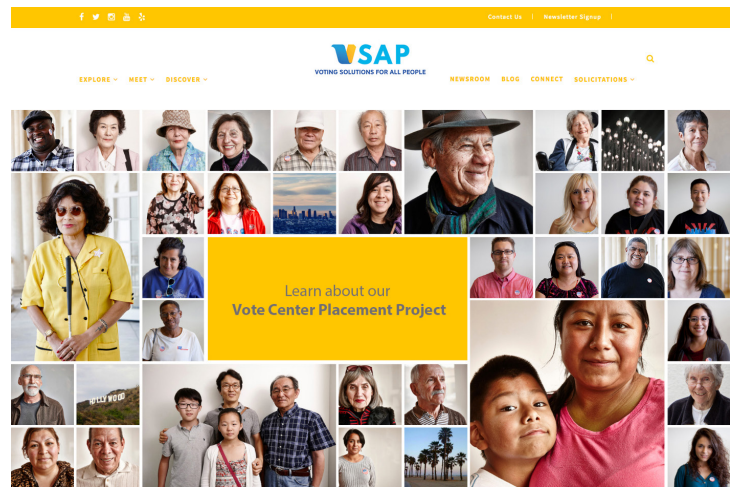 Contact Us | Newsletter Signup |
VSAP
VOTING SOLUTIONS FOR ALL PEOPLE
EXPLORE MEET DISCOVER
NEWSROOM BLOG CONNECT SOLICITATIONS
Learn about our
Vote Center Placement Project
HOLLYWOOD